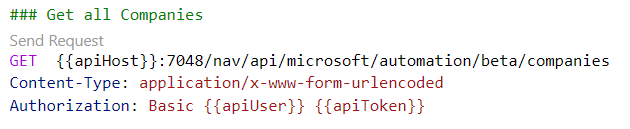 ### Get all Companies
Send Request
GET {{apiHost}}:7048/nav/api/microsoft/automation/beta/companies
Content-Type: application/x-www-form-urlencoded
Authorization: Basic {{apiUser}} {{apiToken}}